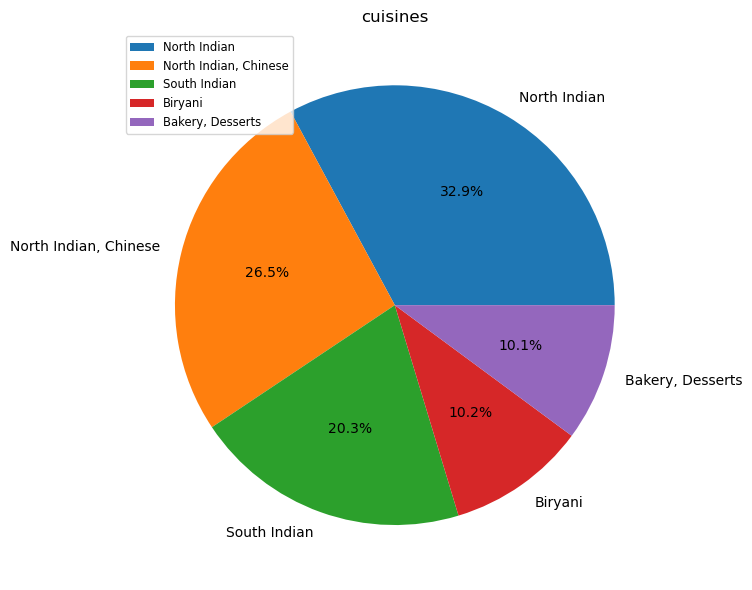 cuisines
North Indian
North Indian, Chinese
South Indian
Biryani
Bakery, Desserts
North Indian
32.9%
North Indian, Chinese
26.5%
10.1%
Bakery, Desserts
10.2%
20.3%
Biryani
South Indian